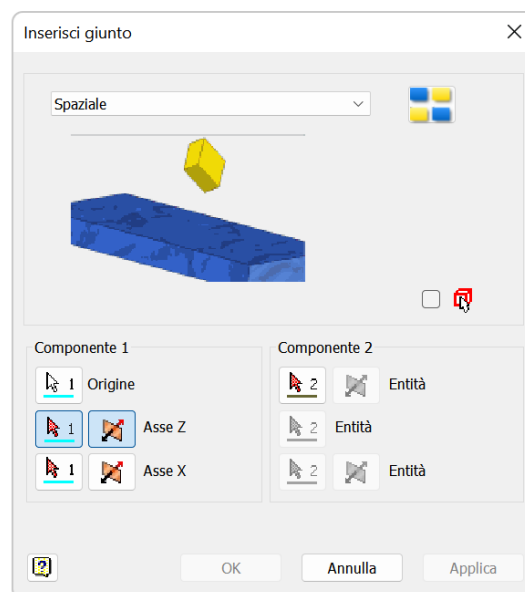 Inserisci giunto
Spaziale
Componente 1
1 Origine
1 Asse Z
1 Asse X
Componente 2
2 Entità
2 Entità
2 Entità
?
OK Annulla Applica